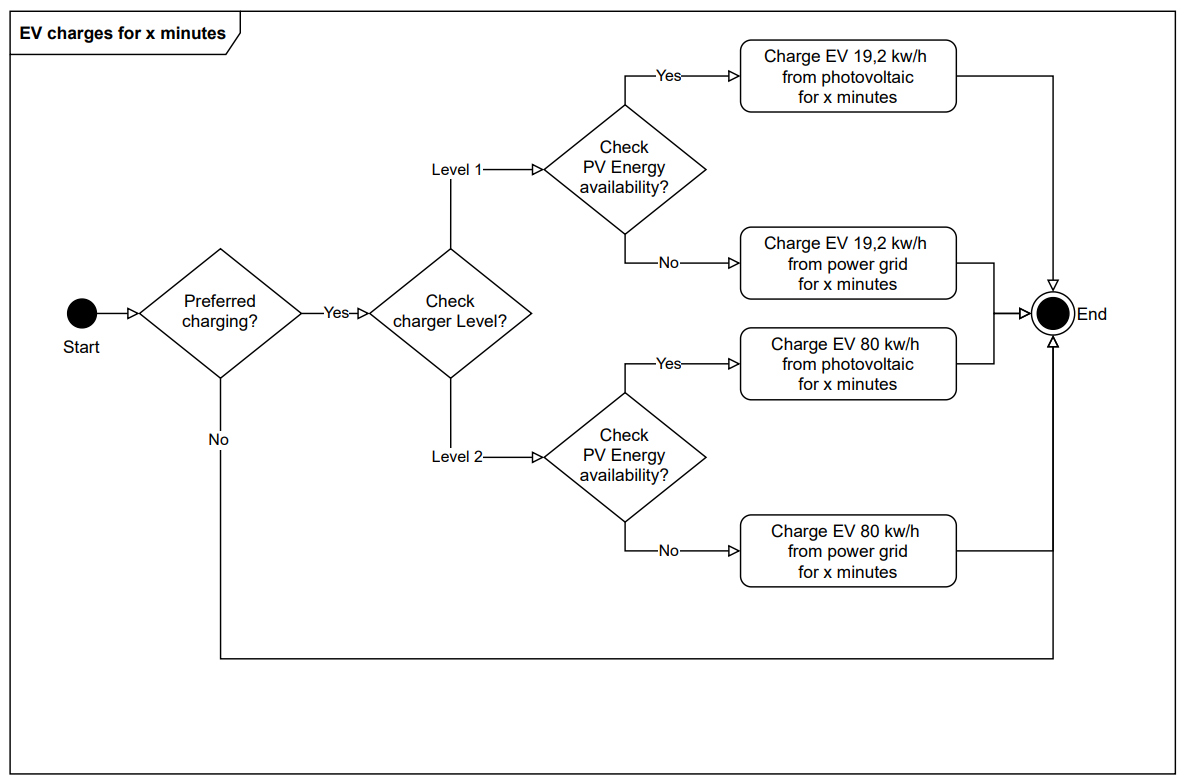 EV charges for x minutes
Start
Preferred
charging?
Yes
No
Check
charger Level?
Level 1
Level 2
Check
PV Energy
availability?
Yes
No
Charge EV 19,2 kw/h
from photovoltaic
for x minutes
Charge EV 19,2 kw/h
from power grid
for x minutes
Check
PV Energy
availability?
Yes
No
Charge EV 80 kw/h
from photovoltaic
for x minutes
Charge EV 80 kw/h
from power grid
for x minutes
End